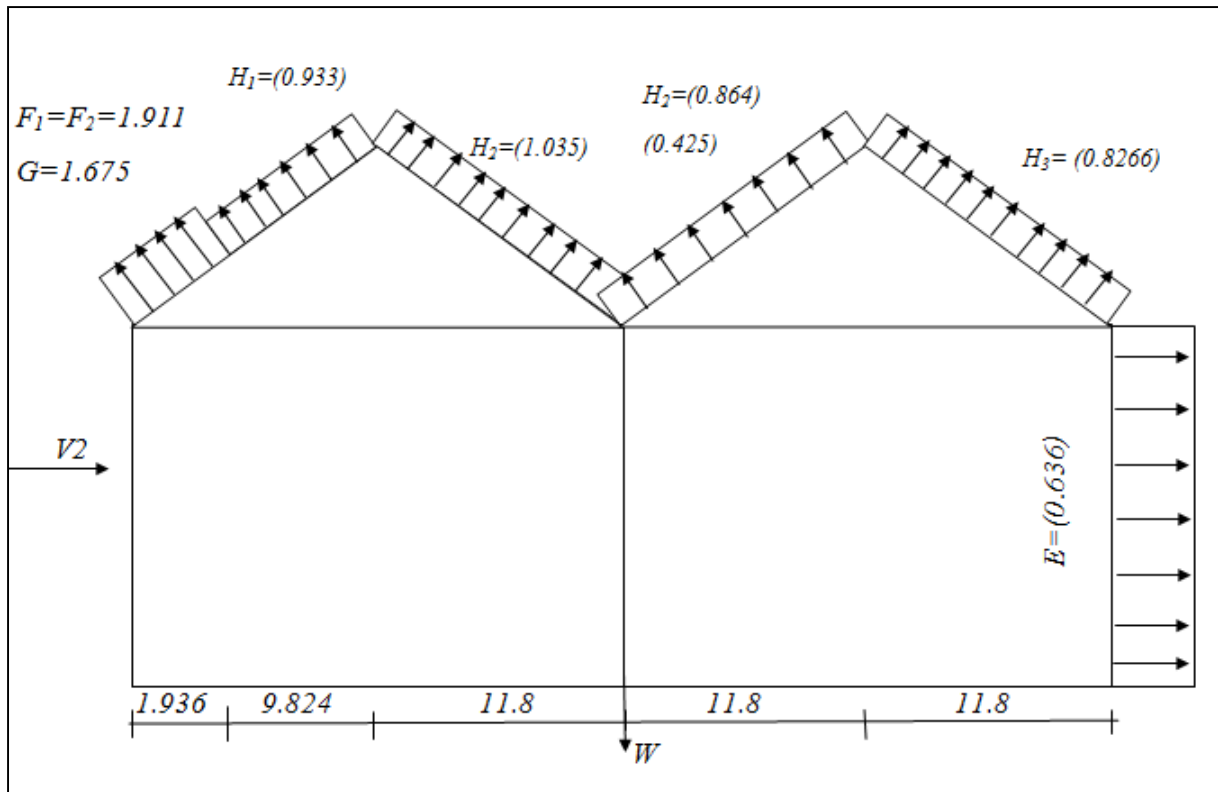 H₁=(0.933)
F₁=F₂=1.911
G=1.675
H₂=(1.035)
H₂=(0.864)
(0.425)
H₃= (0.8266)
V2
E=(0.636)
1.936 9.824 11.8 11.8 11.8
W